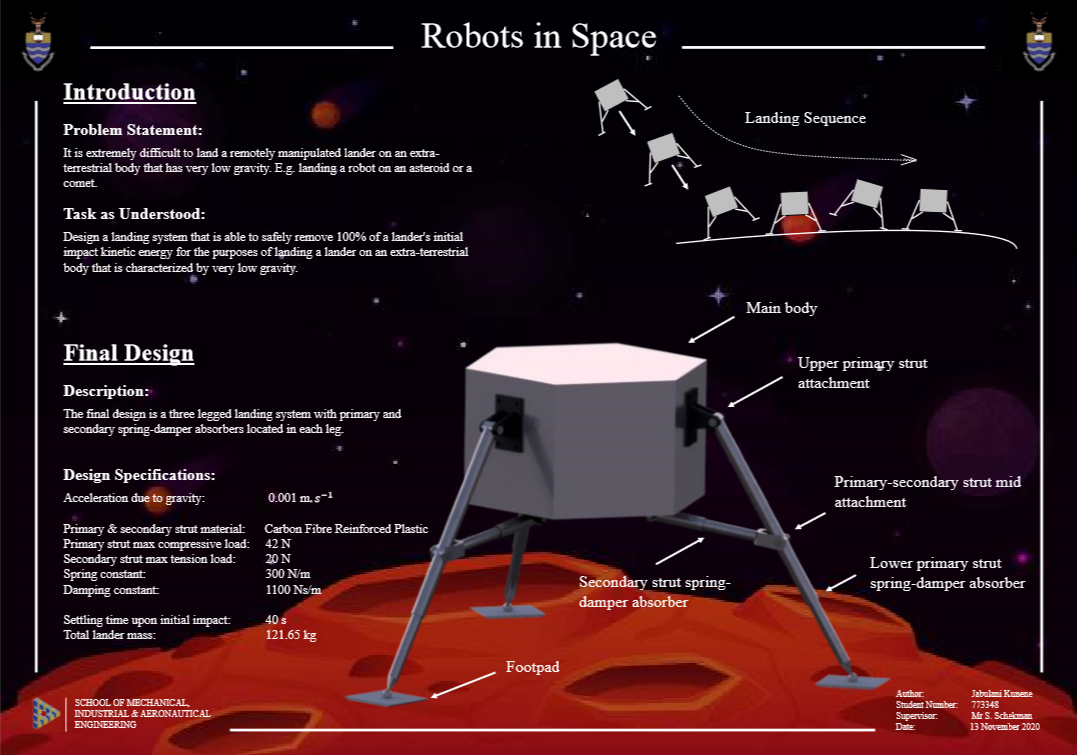 Robots in Space
Introduction
Problem Statement:
It is extremely difficult to land a remotely manipulated lander on an extra-
terrestrial body that has very low gravity. E.g. landing a robot on an asteroid or a
comet.
Task as Understood:
Design a landing system that is able to safely remove 100% of a lander's initial
impact kinetic energy for the purposes of landing a lander on an extra-terrestrial
body that is characterized by very low gravity.
Landing Sequence
Final Design
Description:
The final design is a three legged landing system with primary and
secondary spring-damper absorbers located in each leg.
Design Specifications:
Acceleration due to gravity: 0.001 m.s⁻¹
Primary & secondary strut material: Carbon Fibre Reinforced Plastic
Primary strut max compressive load: 42 N
Secondary strut max tension load: 20 N
Spring constant: 300 N/m
Damping constant: 1100 Ns/m
Settling time upon initial impact: 40 s
Total lander mass: 121.65 kg
Main body
Upper primary strut
attachment
Primary-secondary strut mid
attachment
Lower primary strut
spring-damper absorber
Secondary strut spring-
damper absorber
Footpad
SCHOOL OF MECHANICAL,
INDUSTRIAL & AERONAUTICAL
ENGINEERING
Author: Jabulani Kunene
Student Number: 773348
Supervisor: Mr S. Schekman
Date: 13 November 2020